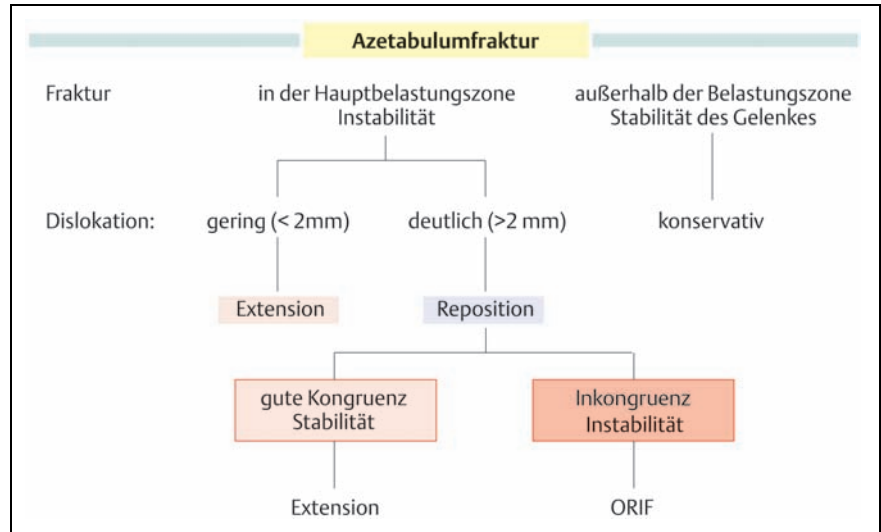 Azetabulumfraktur
Fraktur
in der Hauptbelastungszone
Instabilität
außerhalb der Belastungszone
Stabilität des Gelenkes
Dislokation:
gering (< 2mm)
deutlich (>2 mm)
konservativ
Extension
Reposition
gute Kongruenz
Stabilität
Inkongruenz
Instabilität
Extension
ORIF